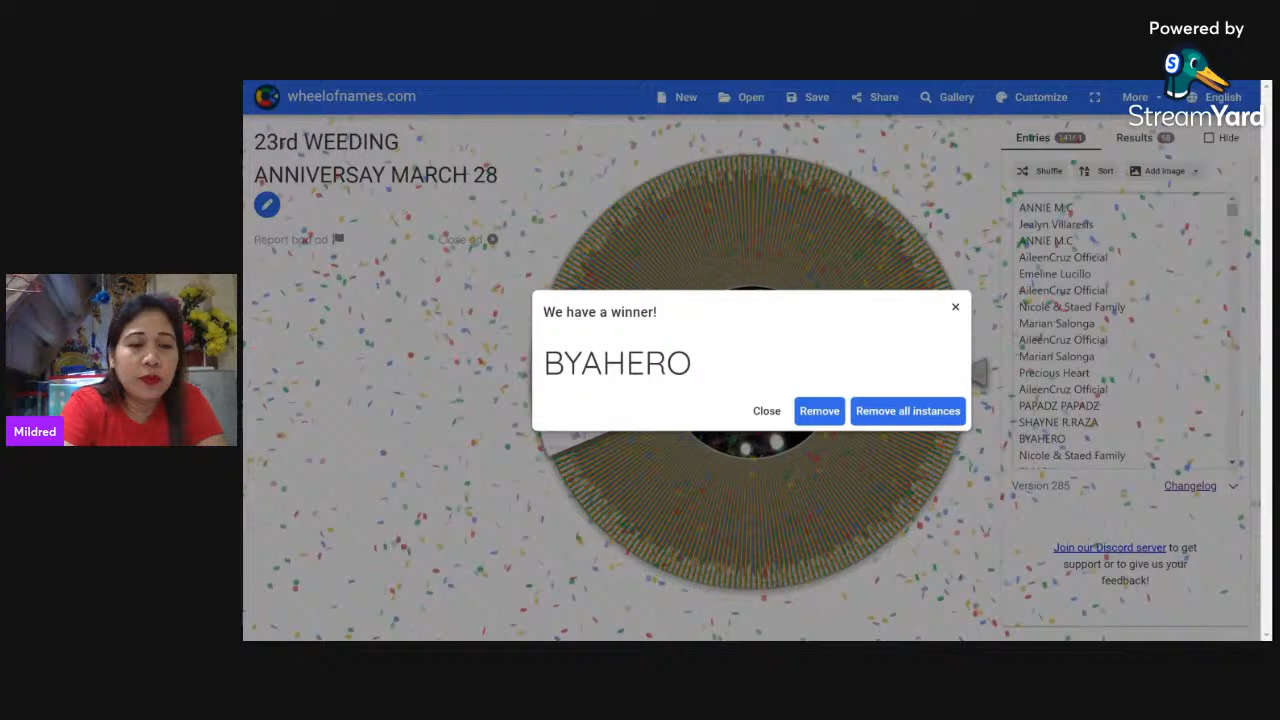 Powered by
StreamYard
wheelofnames.com
New
Open
Save
Share
Gallery
Customize
More
English
23rd WEEDING
ANNIVERSAY MARCH 28
Report bad ad
Close ad
Entries
Results
Hide
Shuffle
Sort
Add Image
ANNIE M.C
Jealyn Villaresis
ANNIE M.C
AileenCruz Official
Emeline Lucillo
AileenCruz Official
Nicole & Staed Family
Marian Salonga
AileenCruz Official
Marian Salonga
Precious Heart
AileenCruz Official
PAPADZ PAPADZ
SHAYNE R.RAZA
BYAHERO
Nicole & Staed Family
We have a winner!
BYAHERO
Close
Remove
Remove all instances
Version 285
Changelog
Join our Discord server to get
support or to give us your
feedback!
Mildred